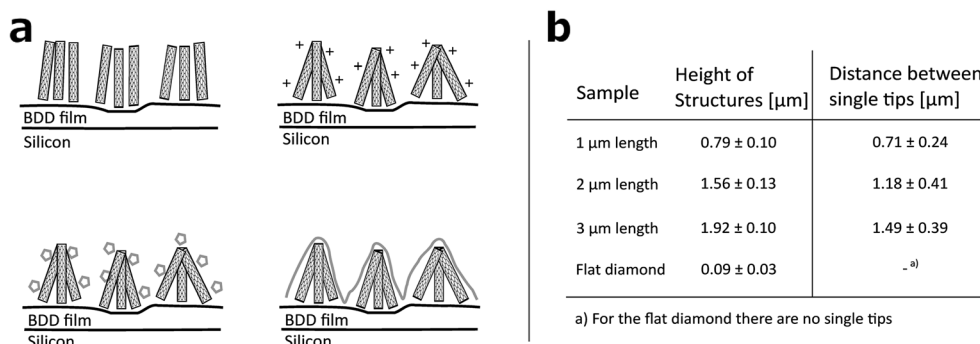 a
BDD film
Silicon
+ + + + + +
BDD film
Silicon
BDD film
Silicon
BDD film
Silicon
b
Sample Height of Structures [µm] Distance between single tips [µm]
1 µm length 0.79 ± 0.10 0.71 ± 0.24
2 µm length 1.56 ± 0.13 1.18 ± 0.41
3 µm length 1.92 ± 0.10 1.49 ± 0.39
Flat diamond 0.09 ± 0.03 - a)
a) For the flat diamond there are no single tips